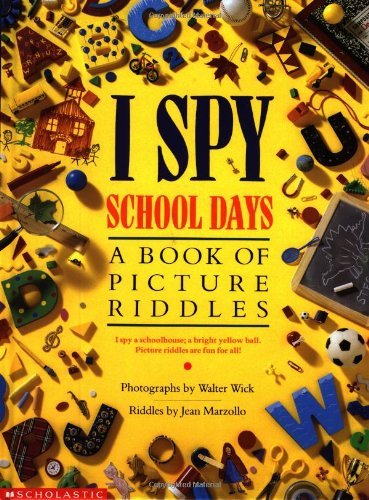 I SPY
SCHOOL DAYS
A BOOK OF
PICTURE
RIDDLES
I spy a schoolhouse; a bright yellow ball.
Picture riddles are fun for all!
Photographs by Walter Wick
Riddles by Jean Marzollo
SCHOLASTIC